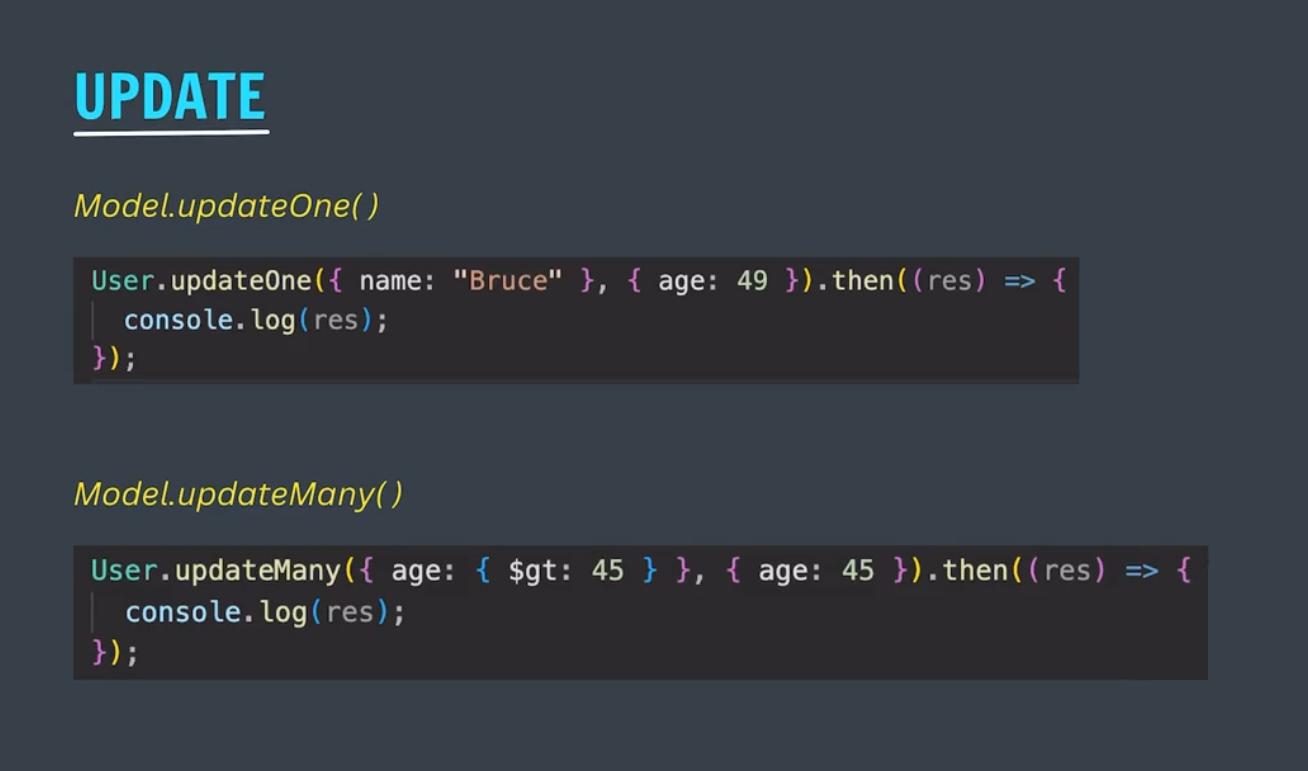 UPDATE
Model.updateOne( )
User.updateOne({ name: "Bruce" }, { age: 49 }).then((res) => {
console.log(res);
});
Model.updateMany( )
User.updateMany({ age: { $gt: 45 } }, { age: 45 }).then((res) => {
console.log(res);
});